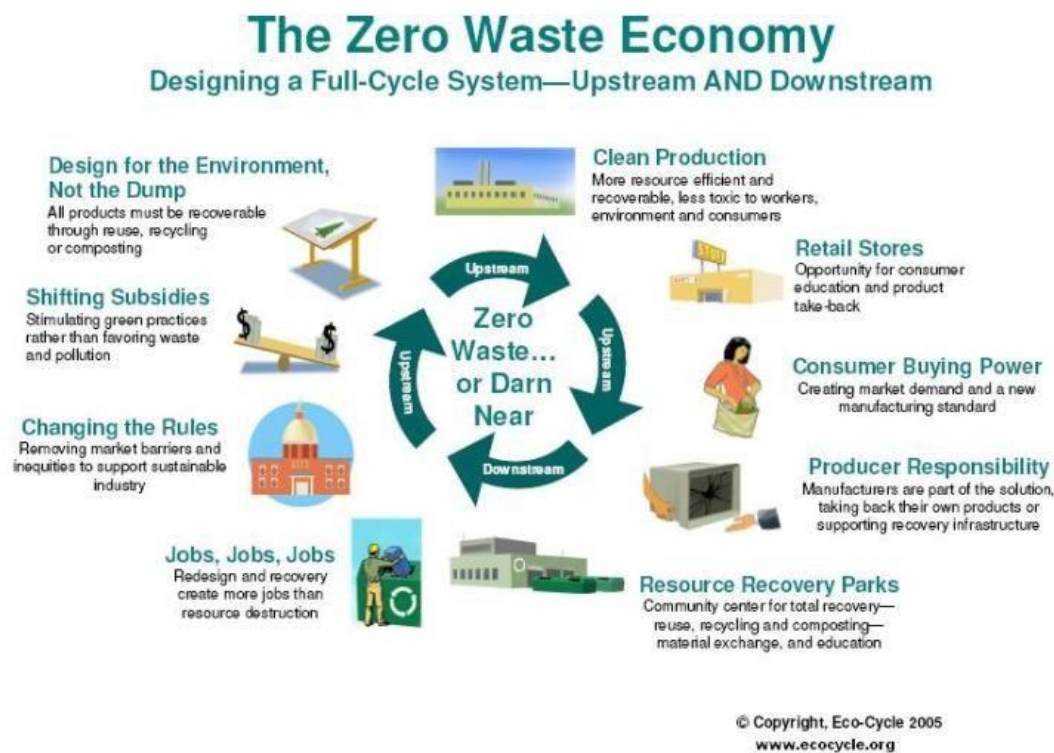 The Zero Waste Economy
Designing a Full-Cycle System—Upstream AND Downstream
Design for the Environment,
Not the Dump
All products must be recoverable
through reuse, recycling
or composting
Clean Production
More resource efficient and
recoverable, less toxic to workers,
environment and consumers
STUFF
Retail Stores
Opportunity for consumer
education and product
take-back
Shifting Subsidies
Stimulating green practices
rather than favoring waste
and pollution
$
$
Upstream
Upstream
Upstream
Downstream
Zero
Waste...
or Darn
Near
Consumer Buying Power
Creating market demand and a new
manufacturing standard
Changing the Rules
Removing market barriers and
inequities to support sustainable
industry
Producer Responsibility
Manufacturers are part of the solution,
taking back their own products or
supporting recovery infrastructure
Jobs, Jobs, Jobs
Redesign and recovery
create more jobs than
resource destruction
Resource Recovery Parks
Community center for total recovery—
reuse, recycling and composting—
material exchange, and education
© Copyright, Eco-Cycle 2005
www.ecocycle.org